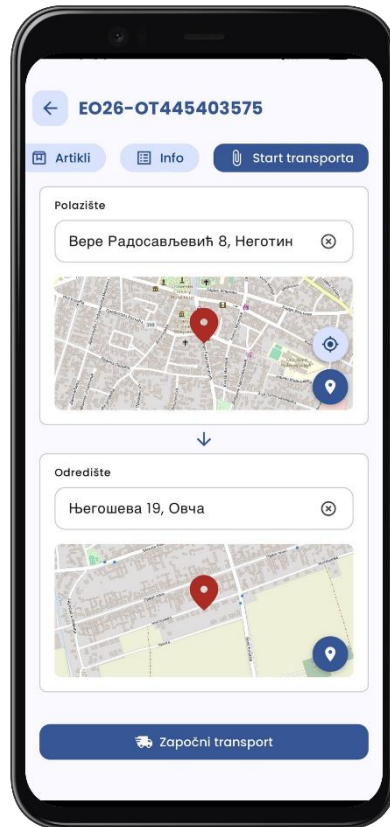 EO26-OT445403575
Artikli
Info
Start transporta
Polazište
Вере Радосављевић 8, Неготин
Odredište
Његошева 19, Овча
Započni transport